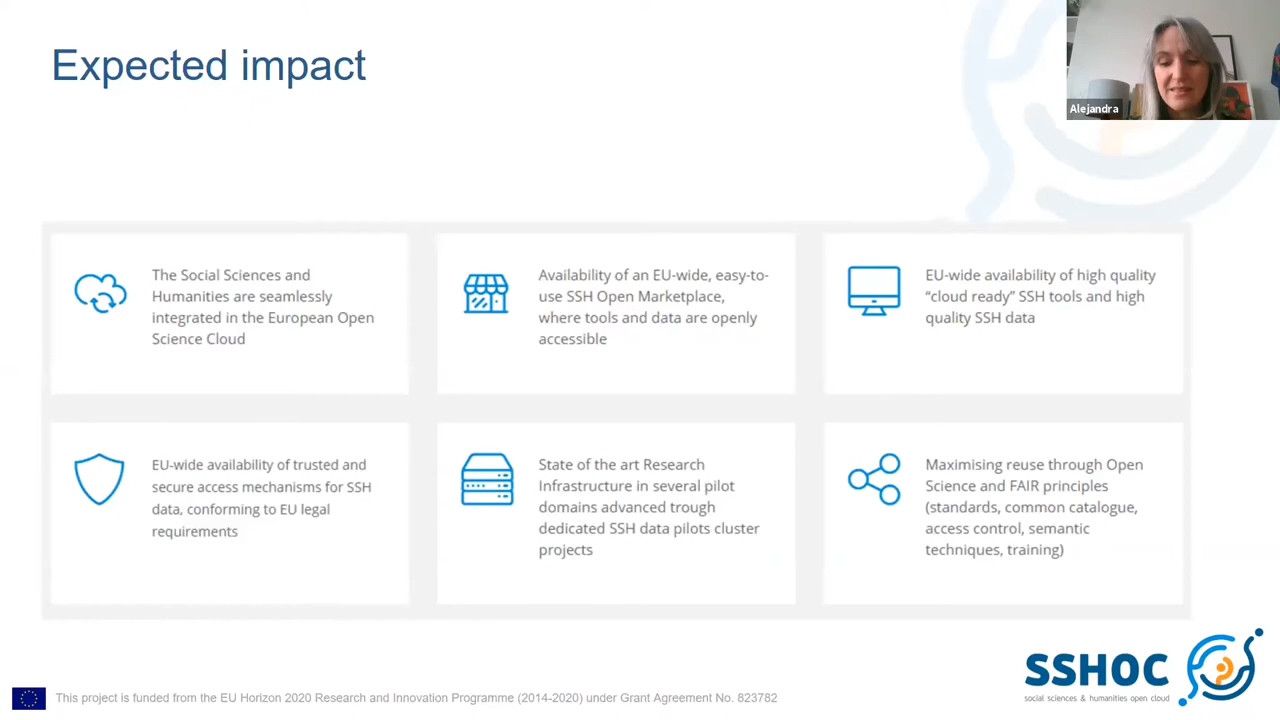 Expected impact
Alejandra
The Social Sciences and
Humanities are seamlessly
integrated in the European Open
Science Cloud
Availability of an EU-wide, easy-to-
use SSH Open Marketplace,
where tools and data are openly
accessible
EU-wide availability of high quality
“cloud ready” SSH tools and high
quality SSH data
EU-wide availability of trusted and
secure access mechanisms for SSH
data, conforming to EU legal
requirements
State of the art Research
Infrastructure in several pilot
domains advanced trough
dedicated SSH data pilots cluster
projects
Maximising reuse through Open
Science and FAIR principles
(standards, common catalogue,
access control, semantic
techniques, training)
SSHOC
social sciences & humanities open cloud
This project is funded from the EU Horizon 2020 Research and Innovation Programme (2014-2020) under Grant Agreement No. 823782